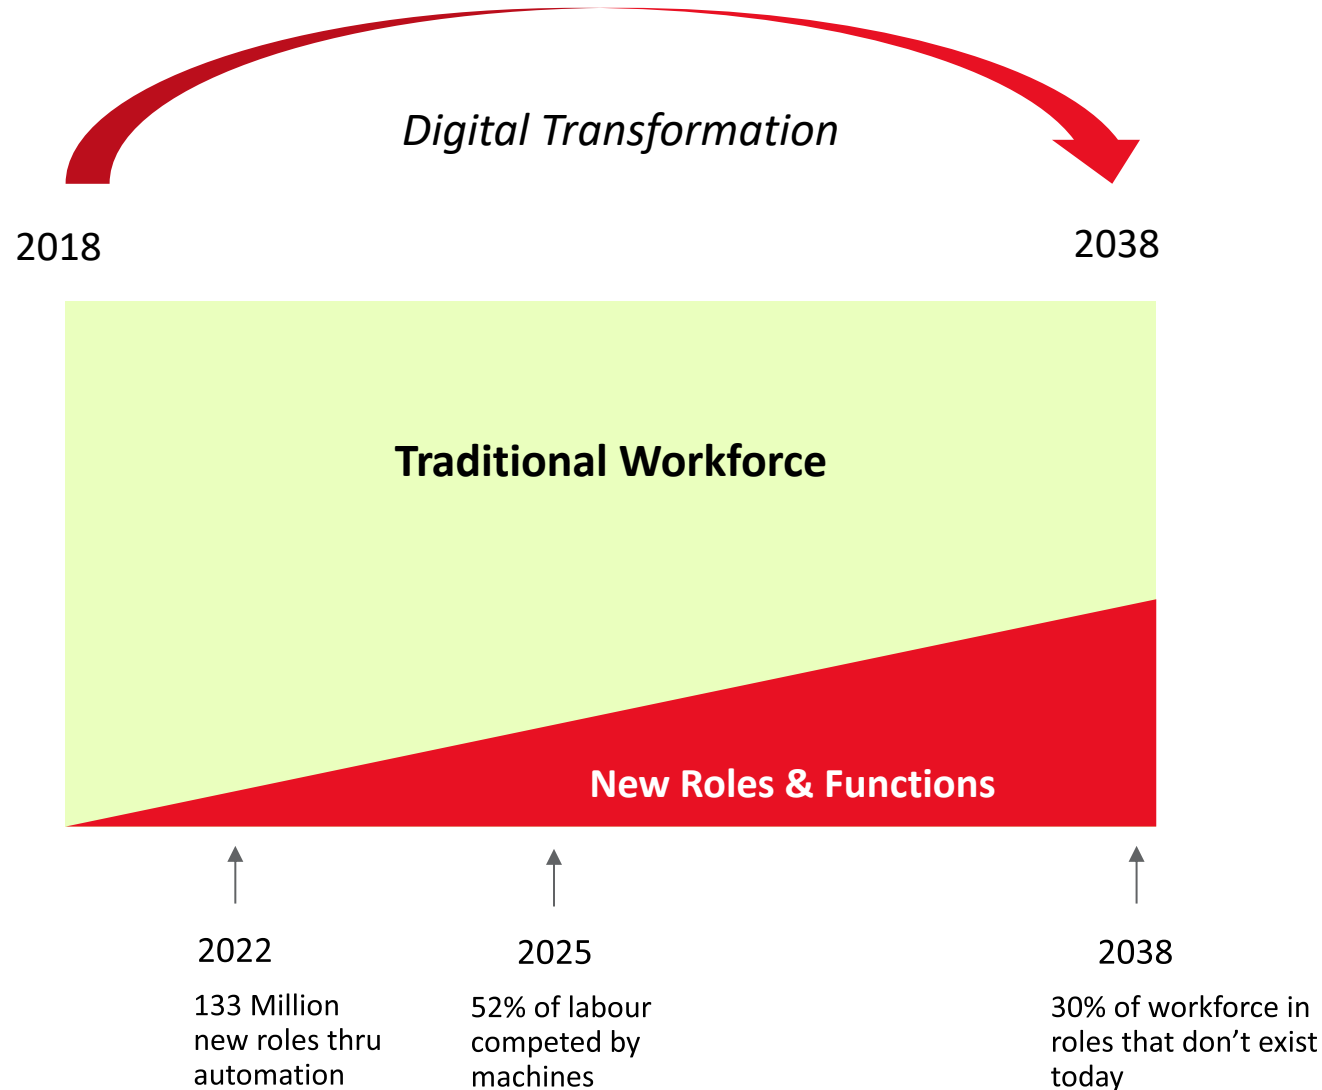 Digital Transformation
2018
2038
Traditional Workforce
New Roles & Functions
2022
133 Million
new roles thru
automation
2025
52% of labour
competed by
machines
2038
30% of workforce in
roles that don’t exist
today